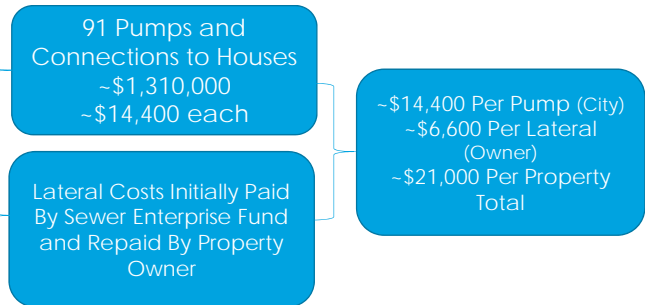 91 Pumps and
Connections to Houses
~$1,310,000
~$14,400 each
Lateral Costs Initially Paid
By Sewer Enterprise Fund
and Repaid By Property
Owner
~$14,400 Per Pump (City)
~$6,600 Per Lateral
(Owner)
~$21,000 Per Property
Total